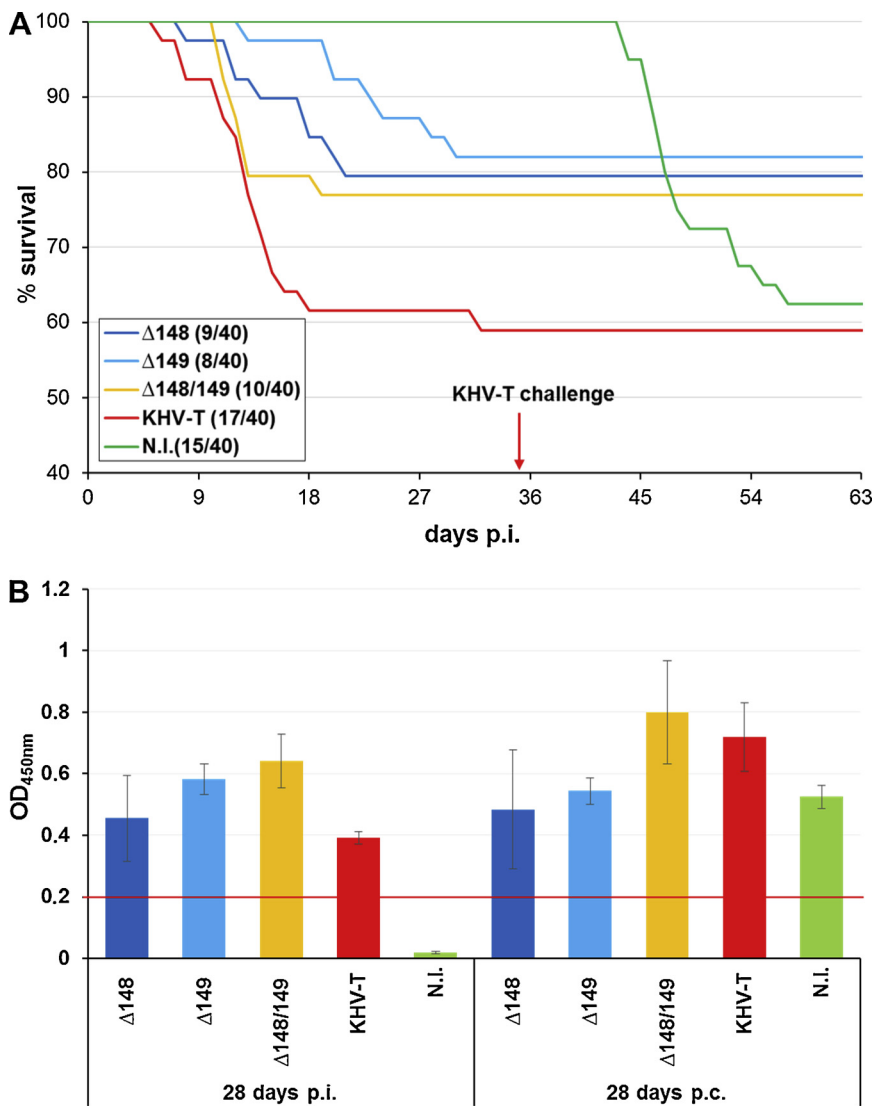 A
100
90
80
70
60
50
40
% survival
Δ148 (9/40)
Δ149 (8/40)
Δ148/149 (10/40)
KHV-T (17/40)
N.I.(15/40)
KHV-T challenge
0 9 18 27 36 45 54 63
days p.i.
B
1.2
1
0.8
0.6
0.4
0.2
0
OD450nm
Δ148 Δ149 Δ148/149 KHV-T N.I. Δ148 Δ149 Δ148/149 KHV-T N.I.
28 days p.i. 28 days p.c.